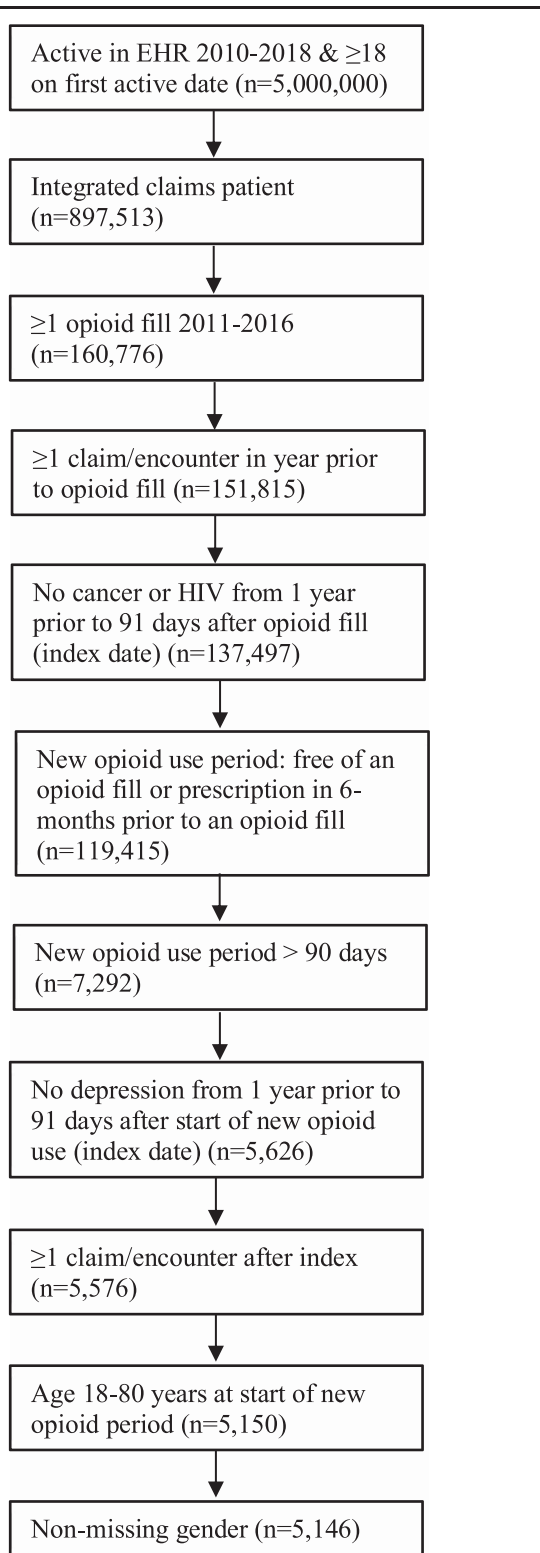 Active in EHR 2010-2018 & ≥18
on first active date (n=5,000,000)
Integrated claims patient
(n=897,513)
≥1 opioid fill 2011-2016
(n=160,776)
≥1 claim/encounter in year prior
to opioid fill (n=151,815)
No cancer or HIV from 1 year
prior to 91 days after opioid fill
(index date) (n=137,497)
New opioid use period: free of an
opioid fill or prescription in 6-
months prior to an opioid fill
(n=119,415)
New opioid use period > 90 days
(n=7,292)
No depression from 1 year prior to
91 days after start of new opioid
use (index date) (n=5,626)
≥1 claim/encounter after index
(n=5,576)
Age 18-80 years at start of new
opioid period (n=5,150)
Non-missing gender (n=5,146)